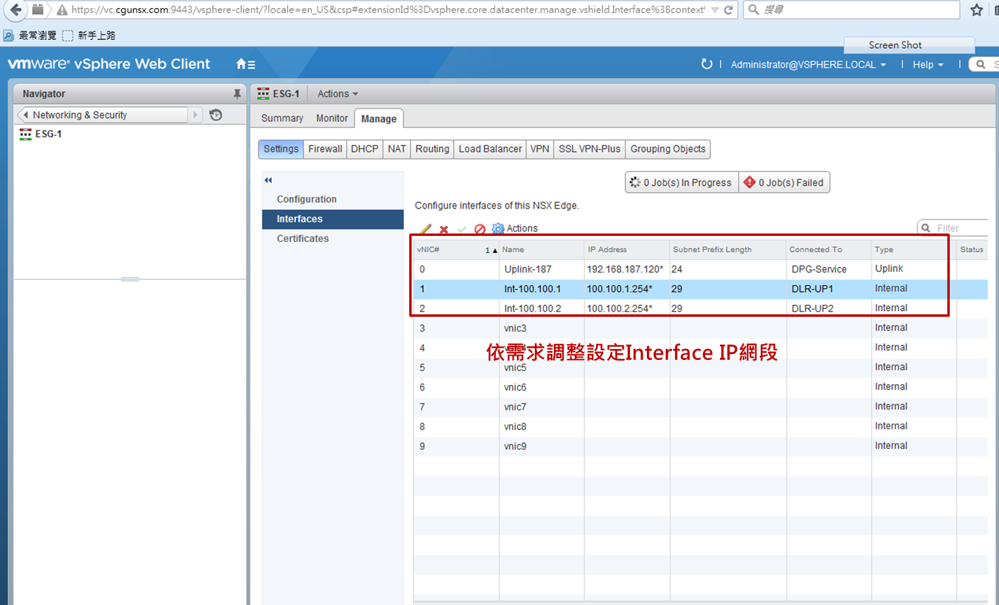 https://vc.cgunsx.com:9443/vsphere-client/?locale=en_US&csp#extensionId%3Dvsphere.core.datacenter.manage.vshield.Interface%3Bcontext
搜尋
最常瀏覽 新手上路
Screen Shot
vmware vSphere Web Client
Administrator@VSPHERE.LOCAL
Help
Navigator
ESG-1 Actions
Networking & Security
Summary Monitor Manage
ESG-1
Settings Firewall DHCP NAT Routing Load Balancer VPN SSL VPN-Plus Grouping Objects
0 Job(s) In Progress 0 Job(s) Failed
Configuration
Interfaces
Certificates
Configure interfaces of this NSX Edge.
Actions
Filter
vNIC# 1 ▲ Name IP Address Subnet Prefix Length Connected To Type Status
0 Uplink-187 192.168.187.120* 24 DPG-Service Uplink
1 Int-100.100.1 100.100.1.254* 29 DLR-UP1 Internal
2 Int-100.100.2 100.100.2.254* 29 DLR-UP2 Internal
3 vnic3 Internal
4 vnic4 Internal
依需求調整設定Interface IP網段
5 vnic5 Internal
6 vnic6 Internal
7 vnic7 Internal
8 vnic8 Internal
9 vnic9 Internal